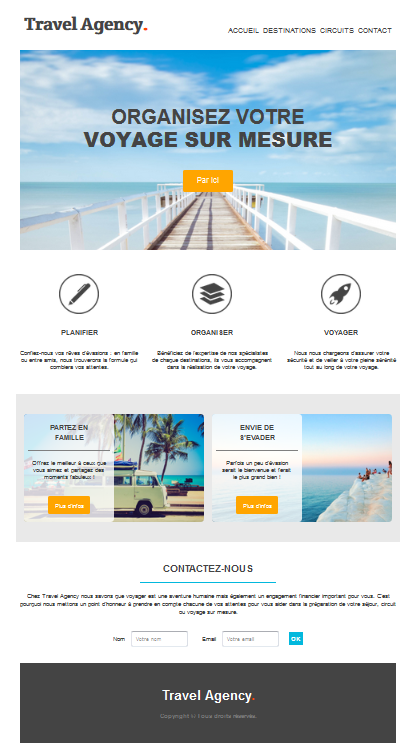 Travel Agency.
ACCUEIL DESTINATIONS CIRCUITS CONTACT
ORGANISEZ VOTRE
VOYAGE SUR MESURE
Par ici
PLANIFIER
Confiez-nous vos rêves d'évasions : en famille
ou entre amis, nous trouverons la formule qui
comblera vos attentes.
ORGANISER
Bénéficiez de l'expertise de nos spécialistes
de chaque destinations, ils vous accompagnent
dans la réalisation de votre voyage.
VOYAGER
Nous nous chargeons d'assurer votre
sécurité et de veiller à votre pleine sérénité
tout au long de votre voyage.
PARTEZ EN
FAMILLE
Offrez le meilleur à ceux que
vous aimez et partagez des
moments fabuleux !
Plus d'infos
ENVIE DE
S'EVADER
Parfois un peu d'évasion
serait le bienvenue et ferait
le plus grand bien !
Plus d'infos
CONTACTEZ-NOUS
Chez Travel Agency nous savons que voyager est une aventure humaine mais également un engagement financier important pour vous. C'est
pourquoi nous mettons un point d'honneur à prendre en compte chacune de vos attentes pour vous aider dans la préparation de votre séjour, circuit
ou voyage sur mesure.
Nom Votre nom Email Votre email OK
Travel Agency.
Copyright © Tous droits réservés.